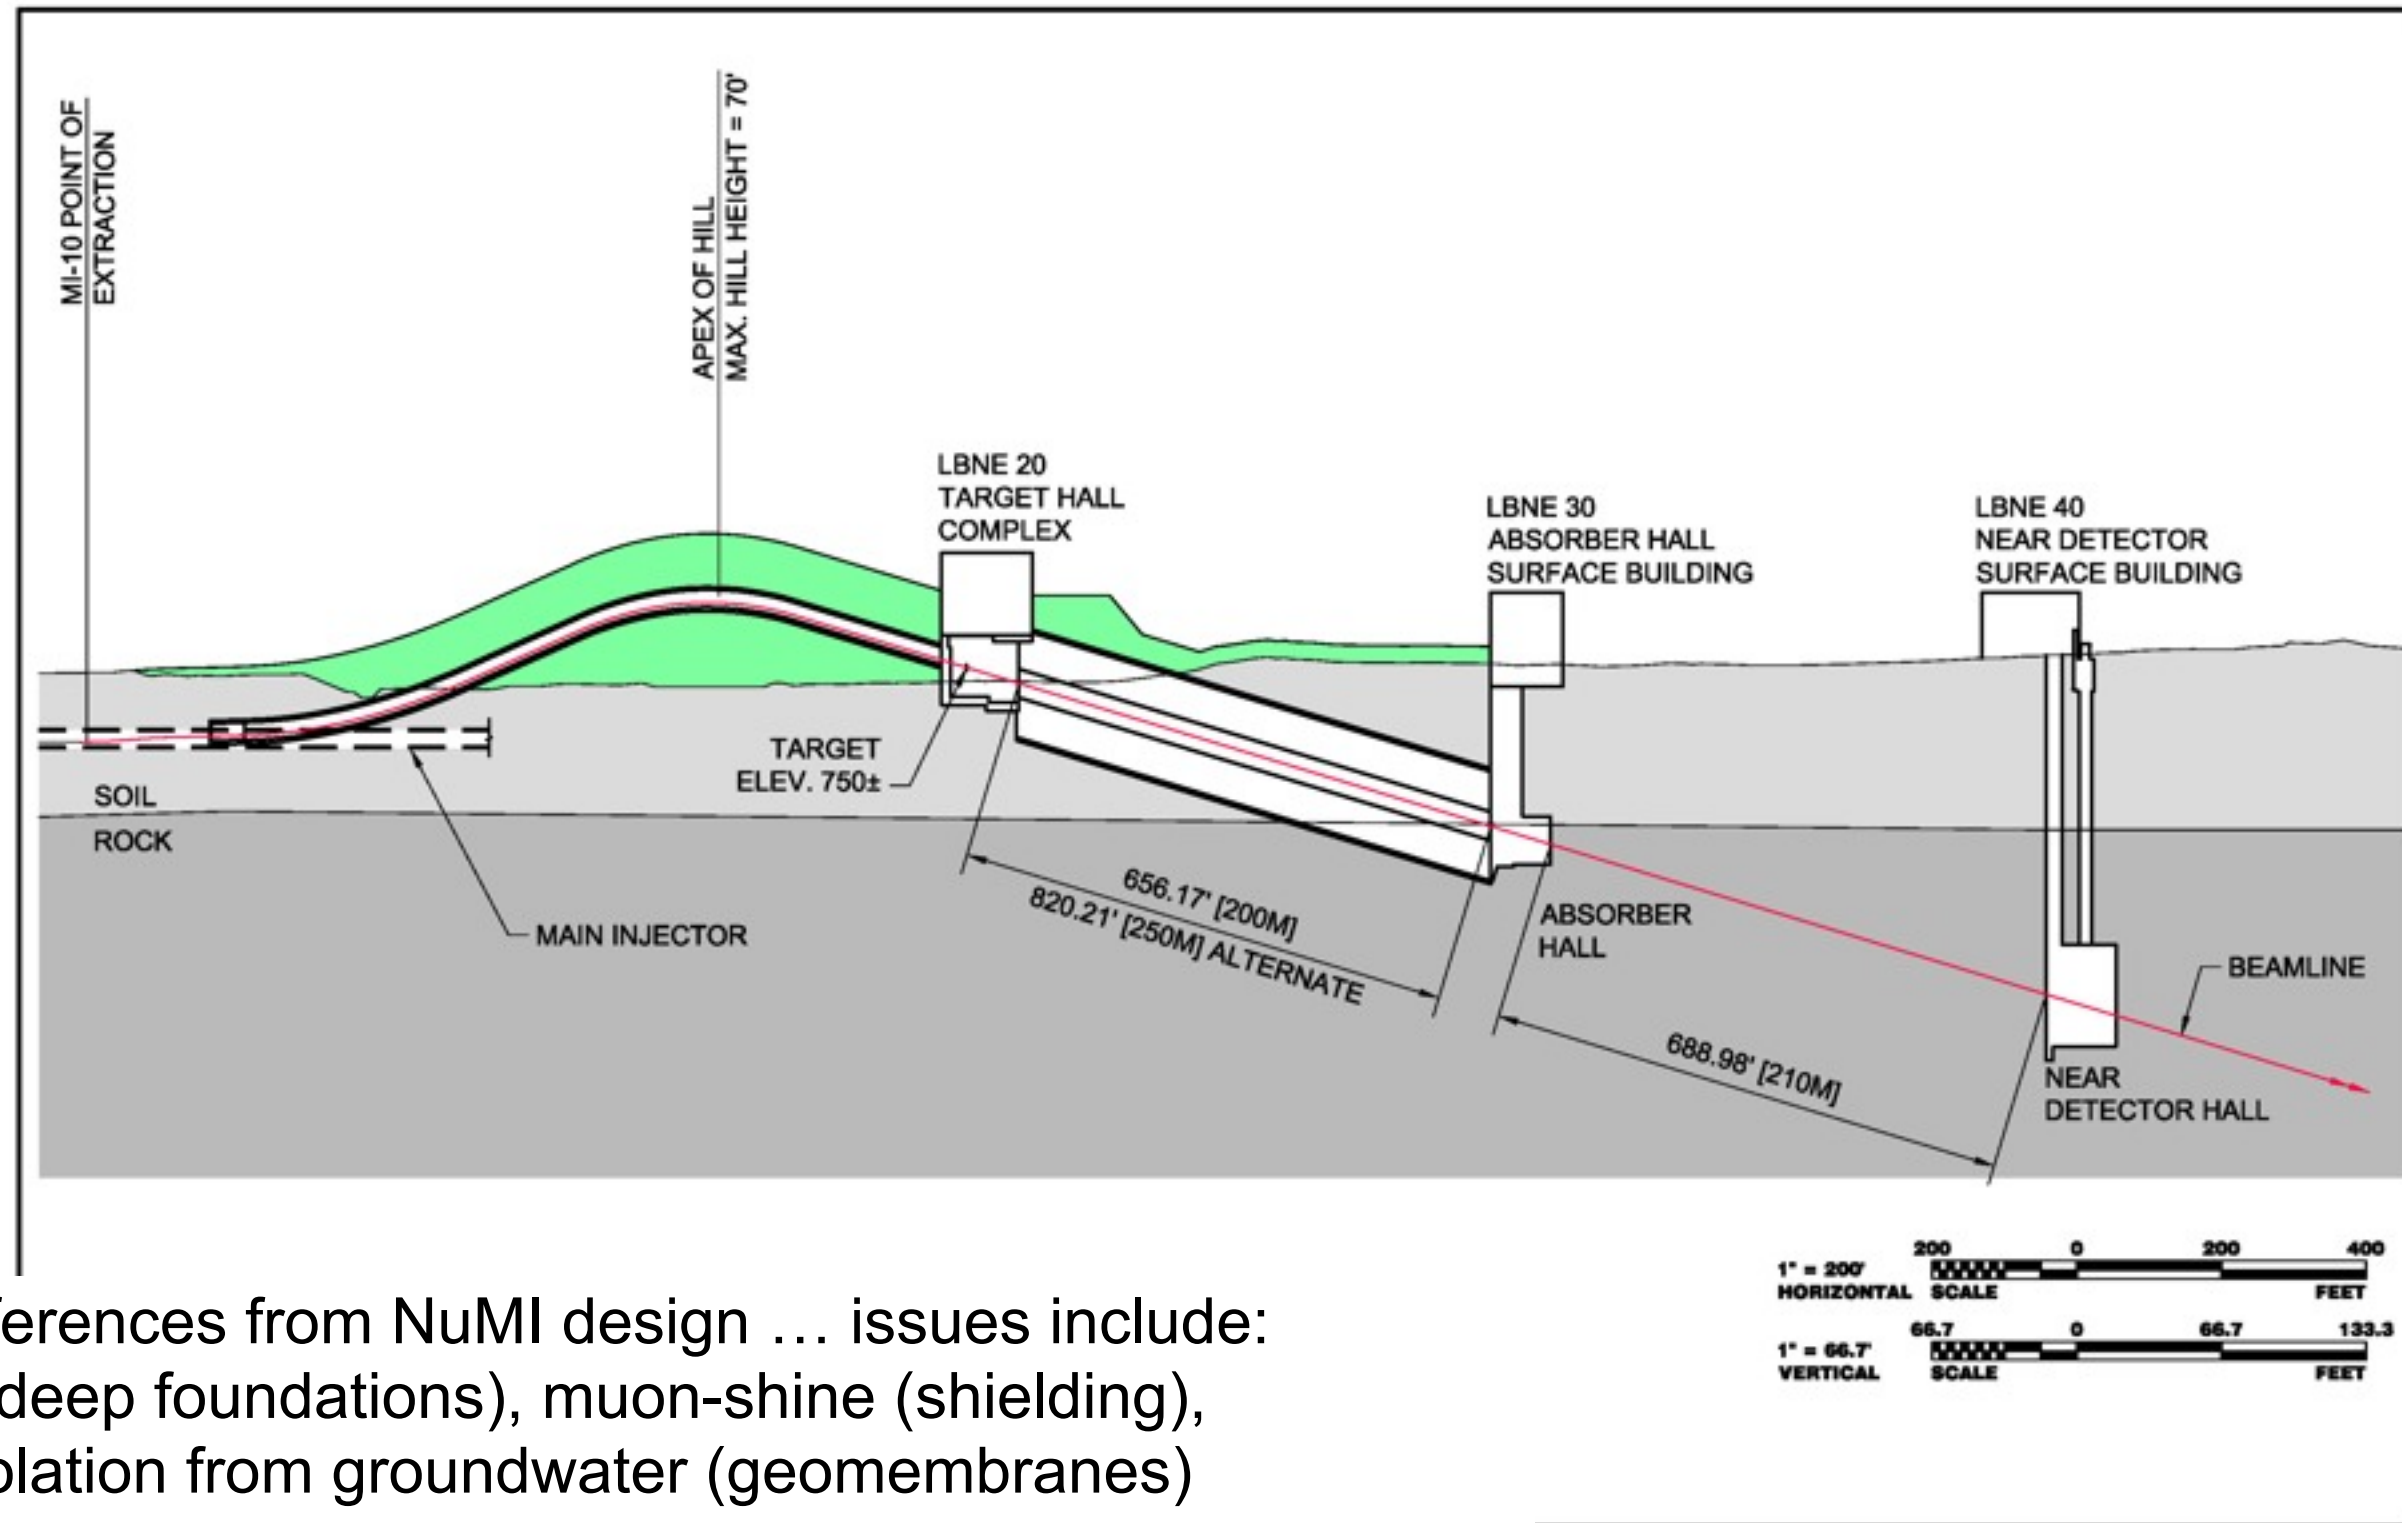 MI-10 POINT OF
EXTRACTION
APEX OF HILL
MAX. HILL HEIGHT = 70'
LBNE 20
TARGET HALL
COMPLEX
LBNE 30
ABSORBER HALL
SURFACE BUILDING
LBNE 40
NEAR DETECTOR
SURFACE BUILDING
TARGET
ELEV. 750±
SOIL
ROCK
MAIN INJECTOR
656.17' [200M]
820.21' [250M] ALTERNATE
ABSORBER
HALL
BEAMLINE
688.98' [210M]
NEAR
DETECTOR HALL
200 0 200 400
1" = 200'
HORIZONTAL SCALE FEET
66.7 0 66.7 133.3
1" = 66.7'
VERTICAL SCALE FEET
ferences from NuMI design … issues include:
deep foundations), muon-shine (shielding),
olation from groundwater (geomembranes)